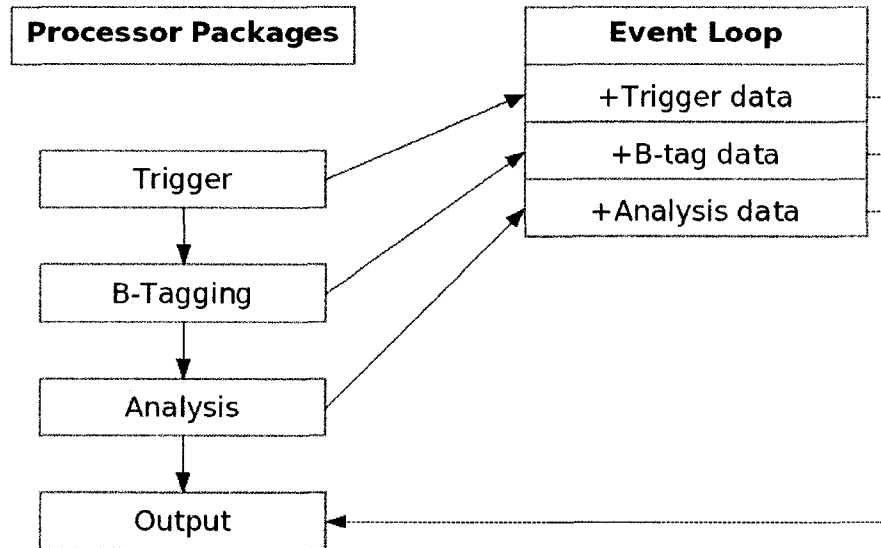 Processor Packages
Event Loop
+Trigger data
+B-tag data
+Analysis data
Trigger
B-Tagging
Analysis
Output